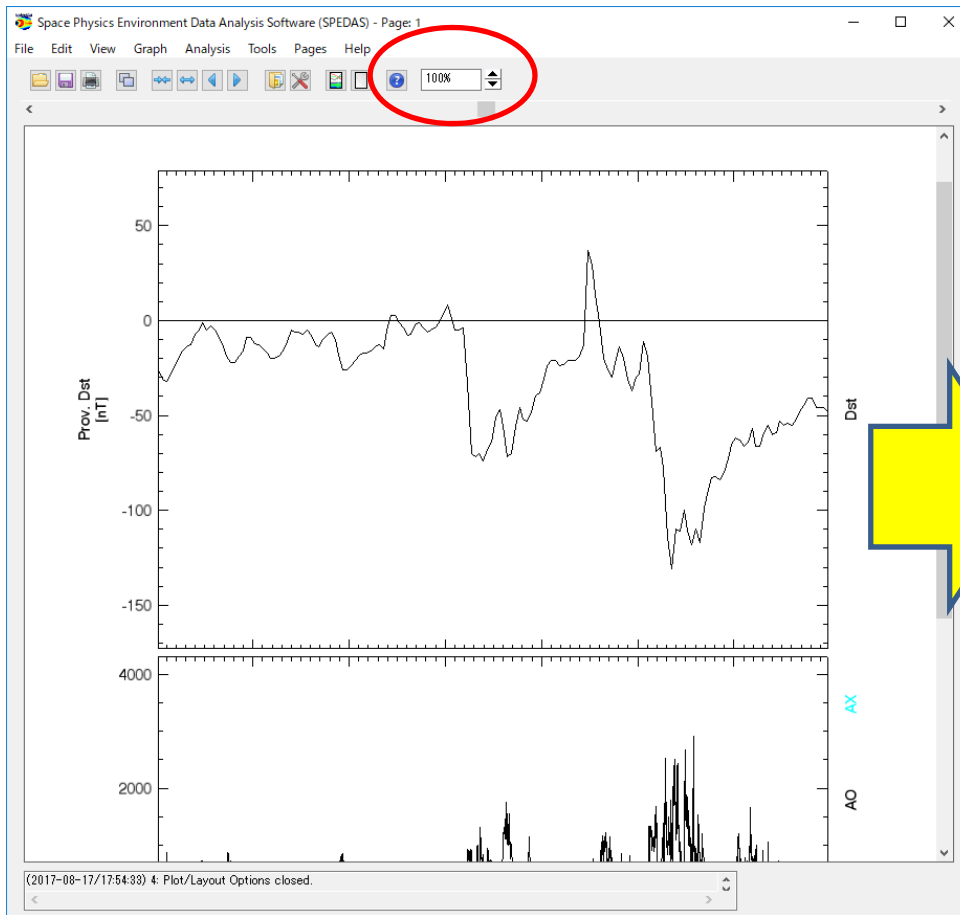 Space Physics Environment Data Analysis Software (SPEDAS) - Page: 1
File Edit View Graph Analysis Tools Pages Help
100%
50
0
-50
-100
-150
Prov. Dst
[nT]
Dst
4000
2000
AX
AO
(2017-08-17/17:54:33) 4: Plot/Layout Options closed.